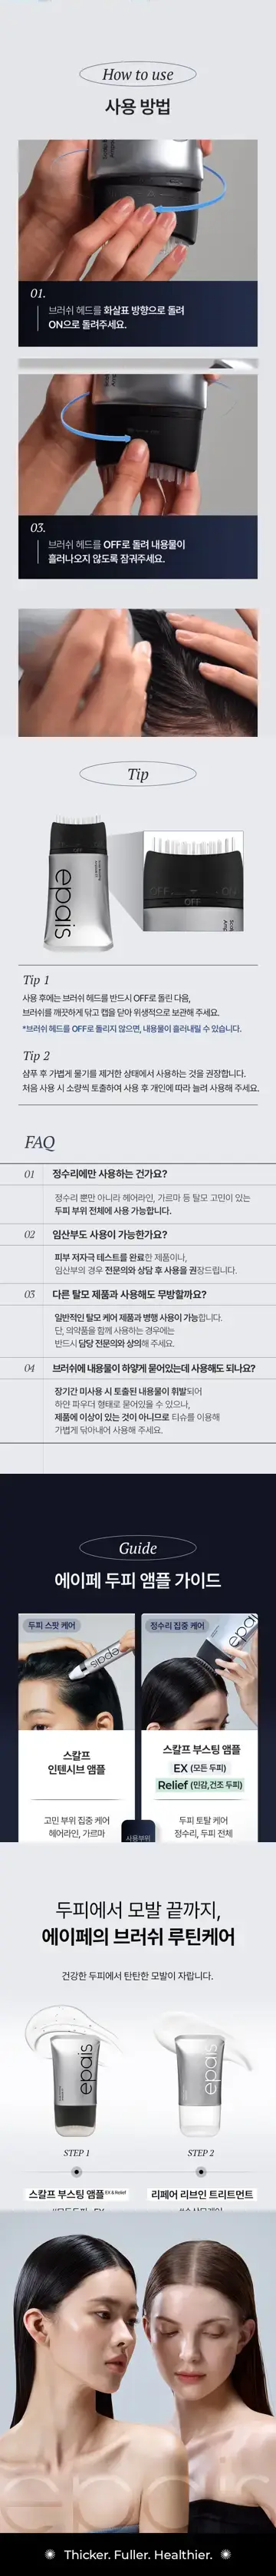 How to use
사용 방법
01.
브러쉬 헤드를 화살표 방향으로 돌려
ON으로 돌려주세요.
03.
브러쉬 헤드를 OFF로 돌려 내용물이
흘러나오지 않도록 잠궈주세요.
Tip
epais
OFF
ON
OFF
Tip 1
사용 후에는 브러쉬 헤드를 반드시 OFF로 돌린 다음,
브러쉬를 깨끗하게 닦고 캡을 닫아 위생적으로 보관해 주세요.
*브러쉬 헤드를 OFF로 돌리지 않으면, 내용물이 흘러내릴 수 있습니다.
Tip 2
샴푸 후 가볍게 물기를 제거한 상태에서 사용하는 것을 권장합니다.
처음 사용 시 소량씩 토출하여 사용 후 개인에 따라 늘려 사용해 주세요.
FAQ
01 정수리에만 사용하는 건가요?
정수리 뿐만 아니라 헤어라인, 가르마 등 탈모 고민이 있는
두피 부위 전체에 사용 가능합니다.
02 임산부도 사용이 가능한가요?
피부 저자극 테스트를 완료한 제품이나,
임산부의 경우 전문의와 상담 후 사용을 권장드립니다.
03 다른 탈모 제품과 사용해도 무방할까요?
일반적인 탈모 케어 제품과 병행 사용이 가능합니다.
단, 의약품을 함께 사용하는 경우에는
반드시 담당 전문의와 상의해 주세요.
04 브러쉬에 내용물이 하얗게 묻어있는데 사용해도 되나요?
장기간 미사용 시 토출된 내용물이 휘발되어
하얀 파우더 형태로 묻어있을 수 있으나,
제품에 이상이 있는 것이 아니므로 티슈를 이용해
가볍게 닦아내어 사용해 주세요.
Guide
에이페 두피 앰플 가이드
두피 스팟 케어
정수리 집중 케어
epais
epais
스칼프
인텐시브 앰플
스칼프 부스팅 앰플
EX (모든 두피)
Relief (민감,건조 두피)
고민 부위 집중 케어
헤어라인, 가르마
사용부위
두피 토탈 케어
정수리, 두피 전체
두피에서 모발 끝까지,
에이페의 브러쉬 루틴케어
건강한 두피에서 탄탄한 모발이 자랍니다.
epais
epais
STEP 1
STEP 2
스칼프 부스팅 앰플 EX & Relief
리페어 리브인 트리트먼트
epais
Thicker. Fuller. Healthier.